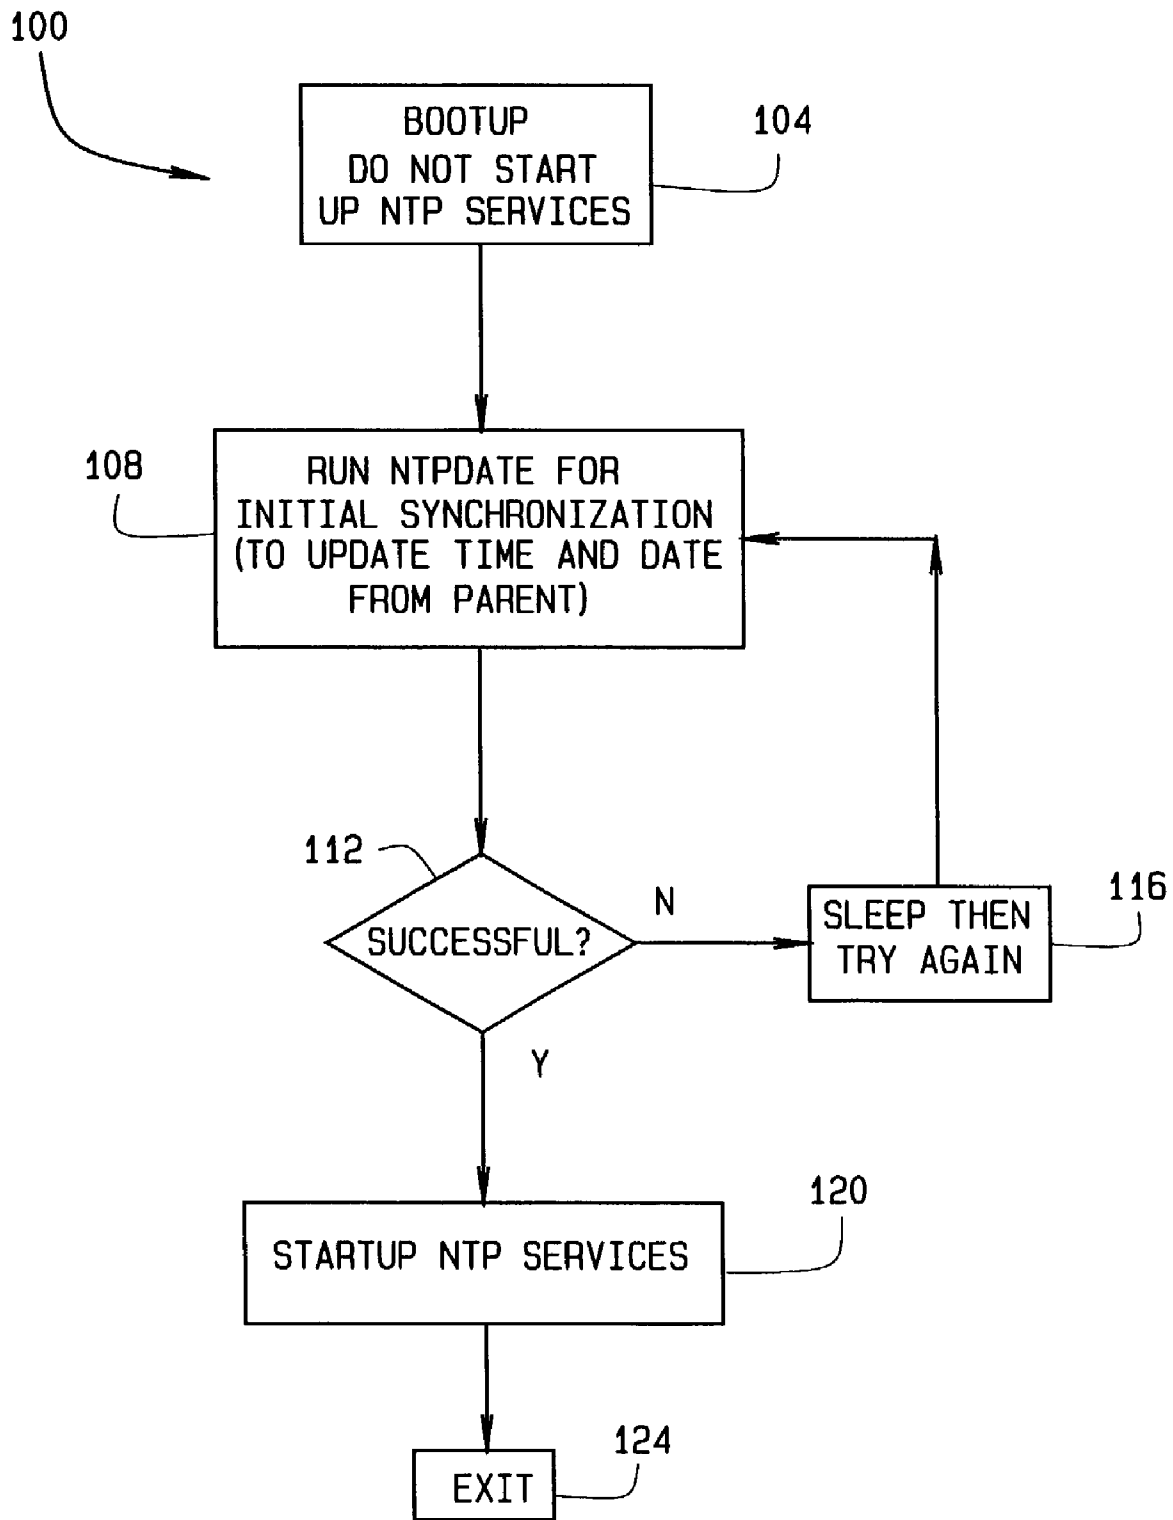 100
BOOTUP
DO NOT START
UP NTP SERVICES
104
108
RUN NTPDATE FOR
INITIAL SYNCHRONIZATION
(TO UPDATE TIME AND DATE
FROM PARENT)
112
SUCCESSFUL?
N
SLEEP THEN
TRY AGAIN
116
Y
STARTUP NTP SERVICES
120
EXIT
124